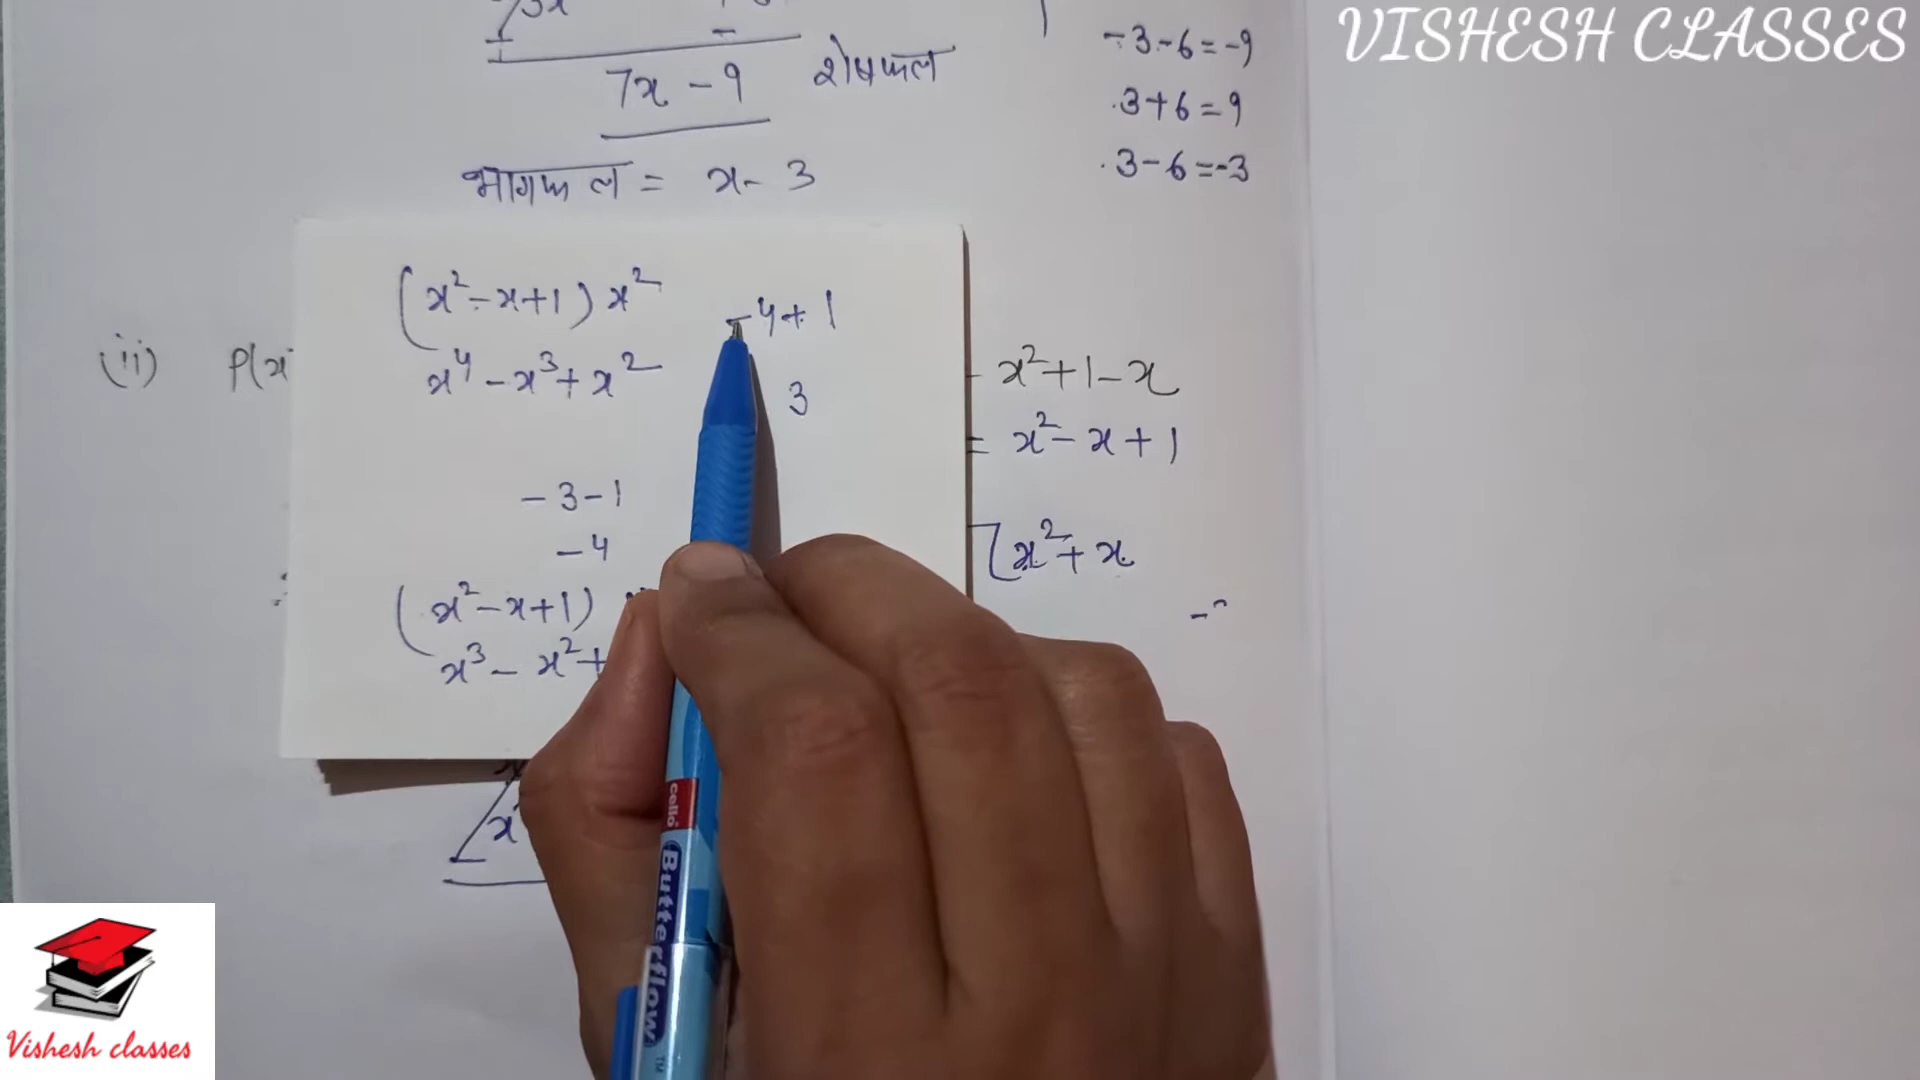 VISHESH CLASSES
7x - 9 शेषफल
भागफल = x - 3
-3-6=-9
3+6=9
3-6=-3
(x²-x+1) x²
x⁴-x³+x²
-4+1
3
-3-1
-4
(x²-x+1)
x³-x²+
(ii) P(x
x²+1-x
= x²-x+1
x²+x
cello
Butterflow™
Vishesh classes